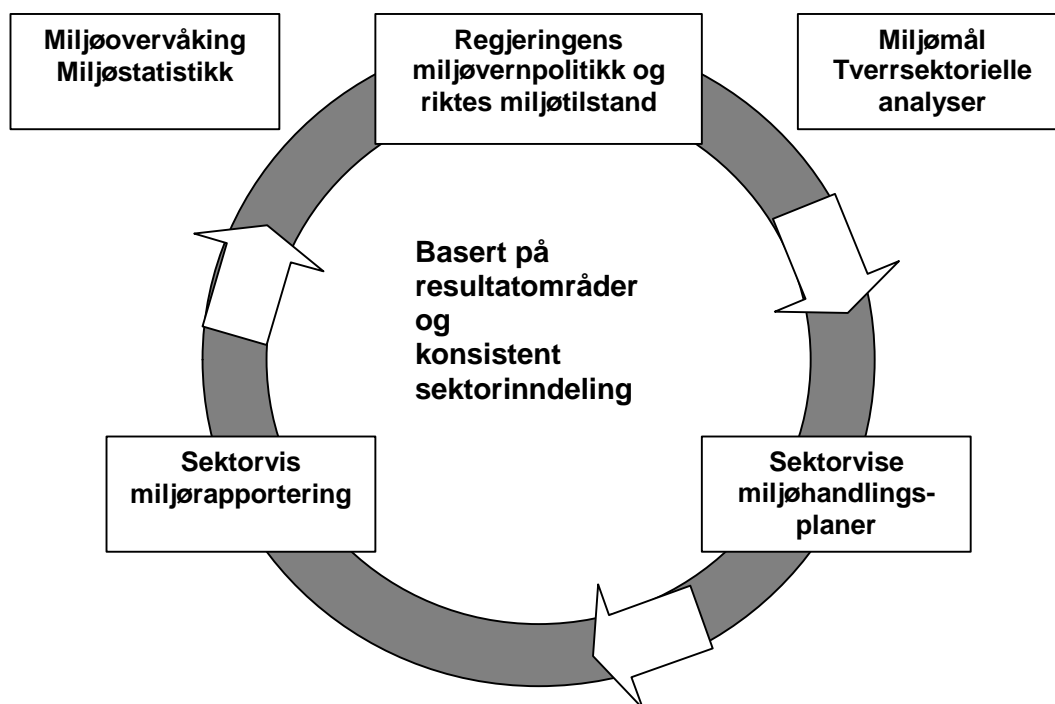 Miljøovervåking
Miljøstatistikk
Regjeringens
miljøvernpolitikk og
riktes miljøtilstand
Miljømål
Tverrsektorielle
analyser
Basert på
resultatområder
og
konsistent
sektorinndeling
Sektorvis
miljørapportering
Sektorvise
miljøhandlings-
planer